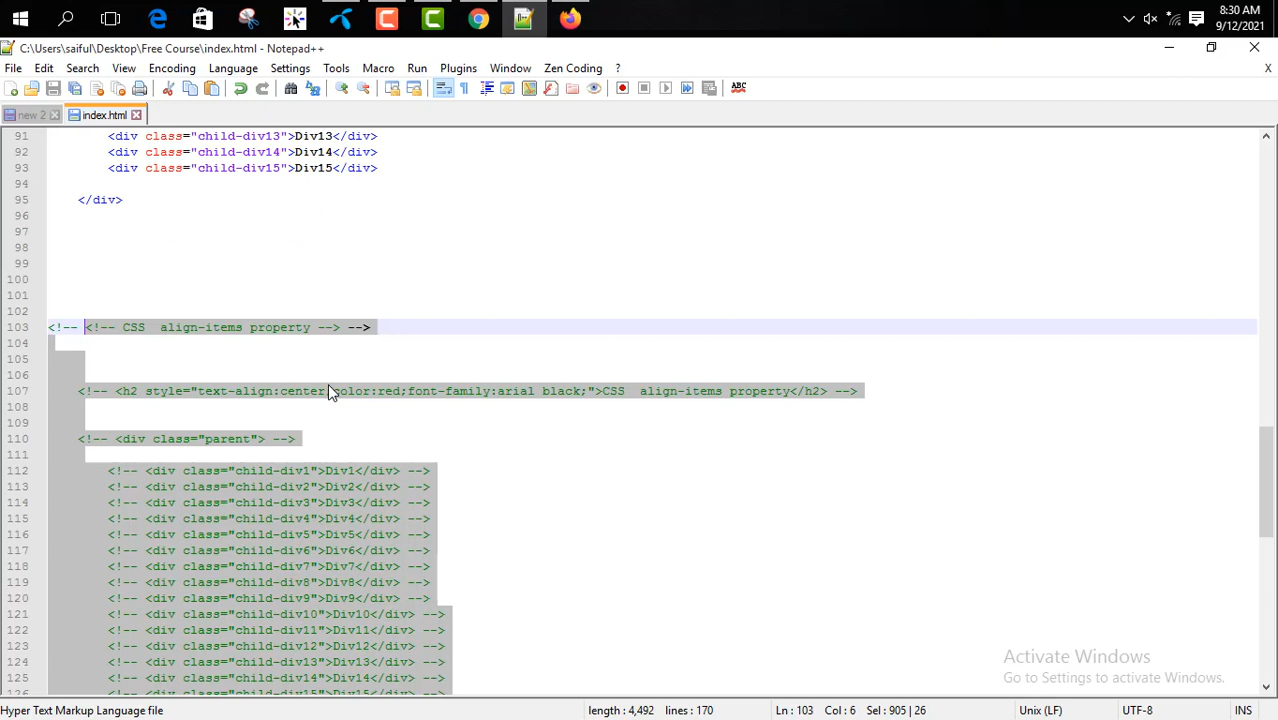 8:30 AM
9/12/2021
C:\Users\saiful\Desktop\Free Course\index.html - Notepad++
File Edit Search View Encoding Language Settings Tools Macro Run Plugins Window Zen Coding ? X
ABC
new 2 index.html
91 <div class="child-div13">Div13</div>
92 <div class="child-div14">Div14</div>
93 <div class="child-div15">Div15</div>
94
95 </div>
96
97
98
99
100
101
102
103 <!-- <!-- CSS  align-items property --> -->
104
105
106
107 <!-- <h2 style="text-align:center;color:red;font-family:arial black;">CSS  align-items property</h2> -->
108
109
110 <!-- <div class="parent"> -->
111
112 <!-- <div class="child-div1">Div1</div> -->
113 <!-- <div class="child-div2">Div2</div> -->
114 <!-- <div class="child-div3">Div3</div> -->
115 <!-- <div class="child-div4">Div4</div> -->
116 <!-- <div class="child-div5">Div5</div> -->
117 <!-- <div class="child-div6">Div6</div> -->
118 <!-- <div class="child-div7">Div7</div> -->
119 <!-- <div class="child-div8">Div8</div> -->
120 <!-- <div class="child-div9">Div9</div> -->
121 <!-- <div class="child-div10">Div10</div> -->
122 <!-- <div class="child-div11">Div11</div> -->
123 <!-- <div class="child-div12">Div12</div> -->
124 <!-- <div class="child-div13">Div13</div> -->
125 <!-- <div class="child-div14">Div14</div> -->
126 <!-- <div class="child-div15">Div15</div> -->
Activate Windows
Go to Settings to activate Windows.
Hyper Text Markup Language file length : 4,492 lines : 170 Ln : 103 Col : 6 Sel : 905 | 26 Unix (LF) UTF-8 INS